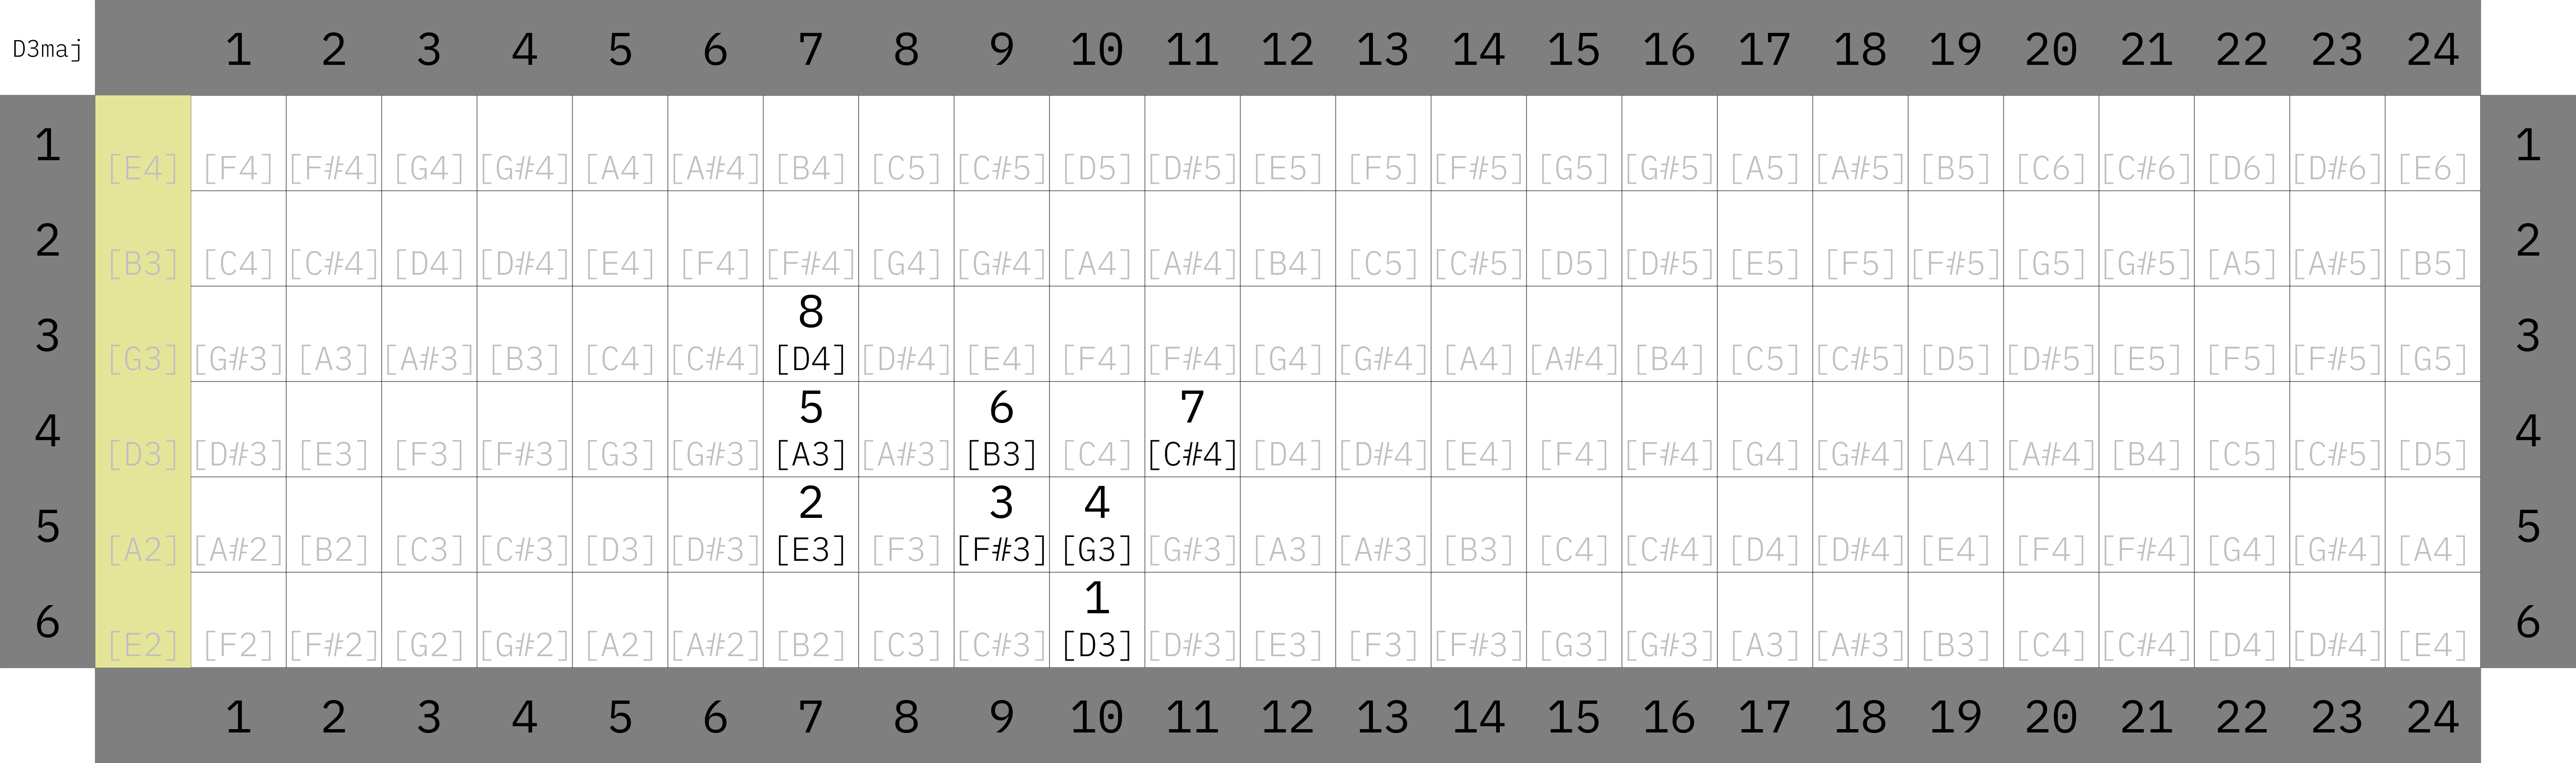 D3maj 1 2 3 4 5 6 7 8 9 10 11 12 13 14 15 16 17 18 19 20 21 22 23 24
1 [E4] [F4] [F#4] [G4] [G#4] [A4] [A#4] [B4] [C5] [C#5] [D5] [D#5] [E5] [F5] [F#5] [G5] [G#5] [A5] [A#5] [B5] [C6] [C#6] [D6] [D#6] [E6] 1
2 [B3] [C4] [C#4] [D4] [D#4] [E4] [F4] [F#4] [G4] [G#4] [A4] [A#4] [B4] [C5] [C#5] [D5] [D#5] [E5] [F5] [F#5] [G5] [G#5] [A5] [A#5] [B5] 2
8
3 [G3] [G#3] [A3] [A#3] [B3] [C4] [C#4] [D4] [D#4] [E4] [F4] [F#4] [G4] [G#4] [A4] [A#4] [B4] [C5] [C#5] [D5] [D#5] [E5] [F5] [F#5] [G5] 3
5 6 7
4 [D3] [D#3] [E3] [F3] [F#3] [G3] [G#3] [A3] [A#3] [B3] [C4] [C#4] [D4] [D#4] [E4] [F4] [F#4] [G4] [G#4] [A4] [A#4] [B4] [C5] [C#5] [D5] 4
2 3 4
5 [A2] [A#2] [B2] [C3] [C#3] [D3] [D#3] [E3] [F3] [F#3] [G3] [G#3] [A3] [A#3] [B3] [C4] [C#4] [D4] [D#4] [E4] [F4] [F#4] [G4] [G#4] [A4] 5
1
6 [E2] [F2] [F#2] [G2] [G#2] [A2] [A#2] [B2] [C3] [C#3] [D3] [D#3] [E3] [F3] [F#3] [G3] [G#3] [A3] [A#3] [B3] [C4] [C#4] [D4] [D#4] [E4] 6
1 2 3 4 5 6 7 8 9 10 11 12 13 14 15 16 17 18 19 20 21 22 23 24